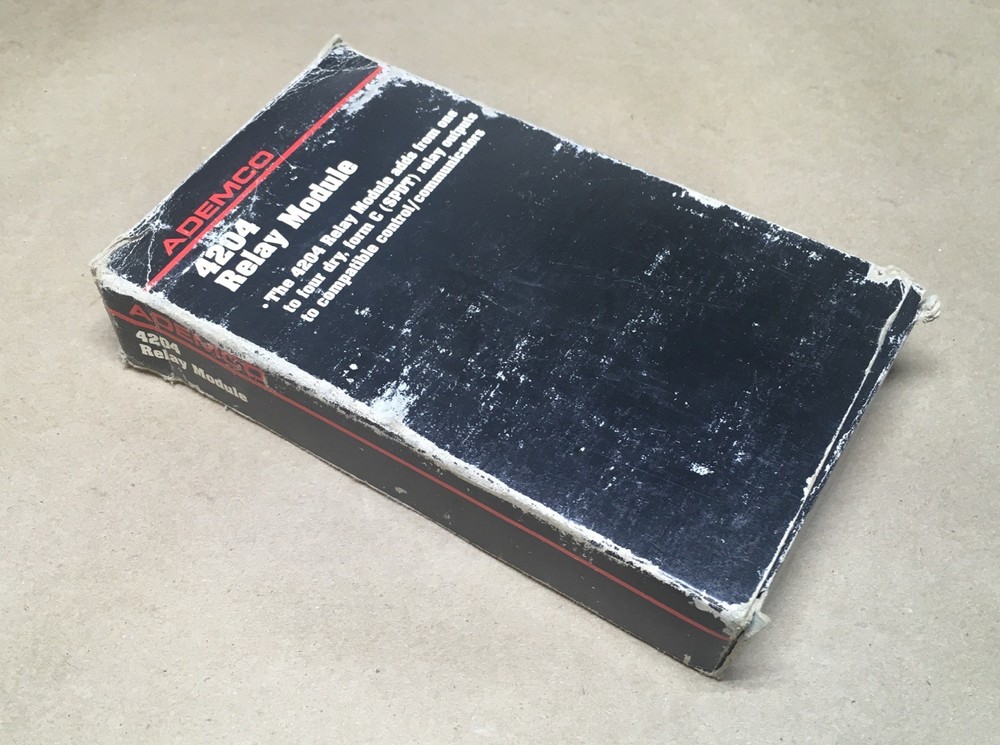 ADEMCO
4204
Relay Module
• The 4204 Relay Module adds from one
to four dry, form C (SPDT) relay outputs
to compatible control/communicators
ADEMCO
4204
Relay Module